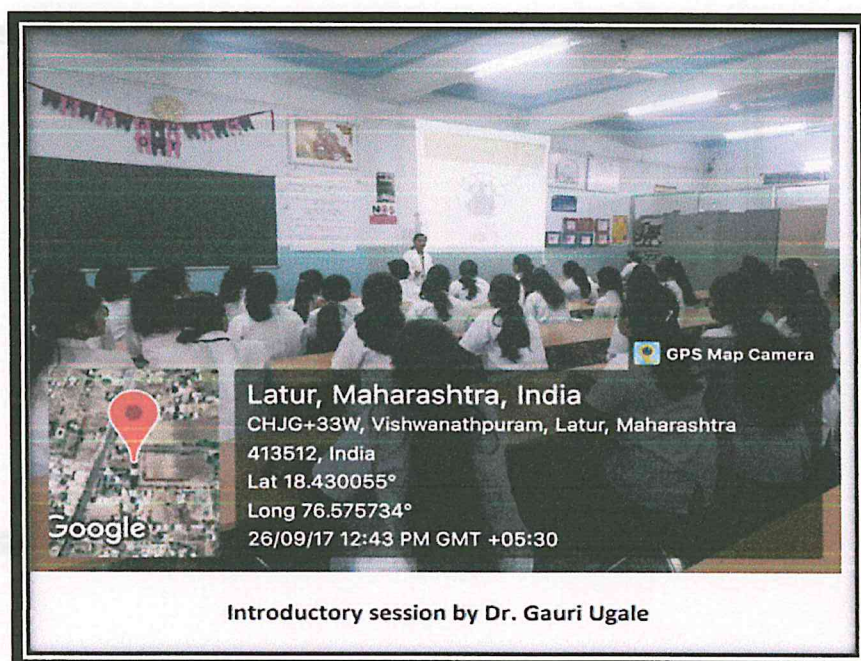 NOS
GPS Map Camera
Latur, Maharashtra, India
CHJG+33W, Vishwanathpuram, Latur, Maharashtra
413512, India
Lat 18.430055°
Long 76.575734°
26/09/17 12:43 PM GMT +05:30
Google
Introductory session by Dr. Gauri Ugale